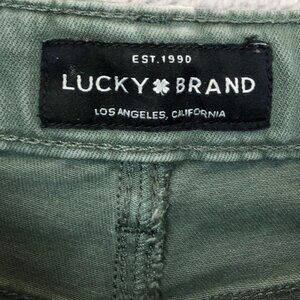 EST.1990
LUCKY BRAND
LOS ANGELES, CALIFORNIA